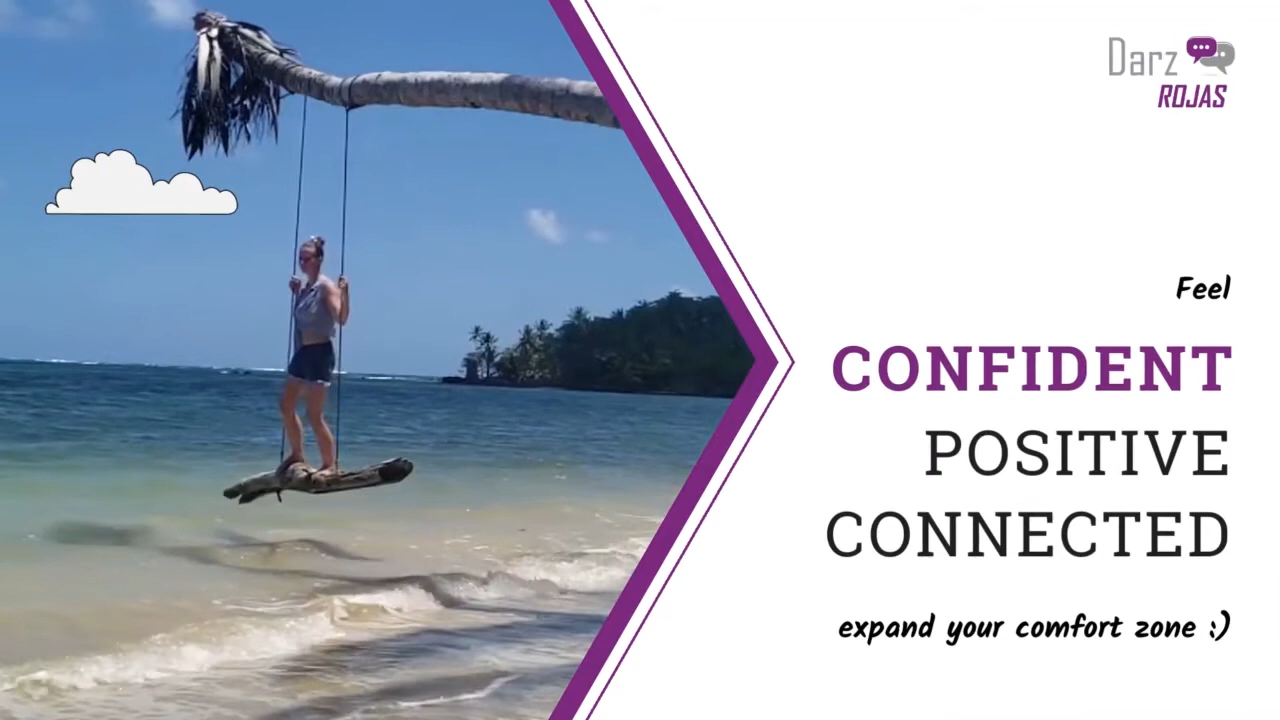 Darz
ROJAS
Feel
CONFIDENT
POSITIVE
CONNECTED
expand your comfort zone :)